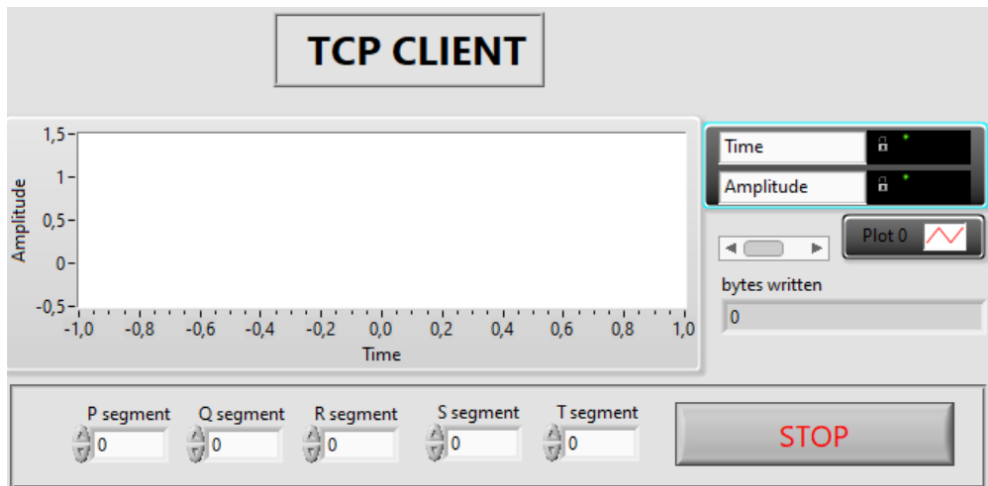 TCP CLIENT
1,5
1
0,5
0
-0,5
Amplitude
-1,0 -0,8 -0,6 -0,4 -0,2 0,0 0,2 0,4 0,6 0,8 1,0
Time
Time
Amplitude
Plot 0
bytes written
0
P segment Q segment R segment S segment T segment
0 0 0 0 0
STOP